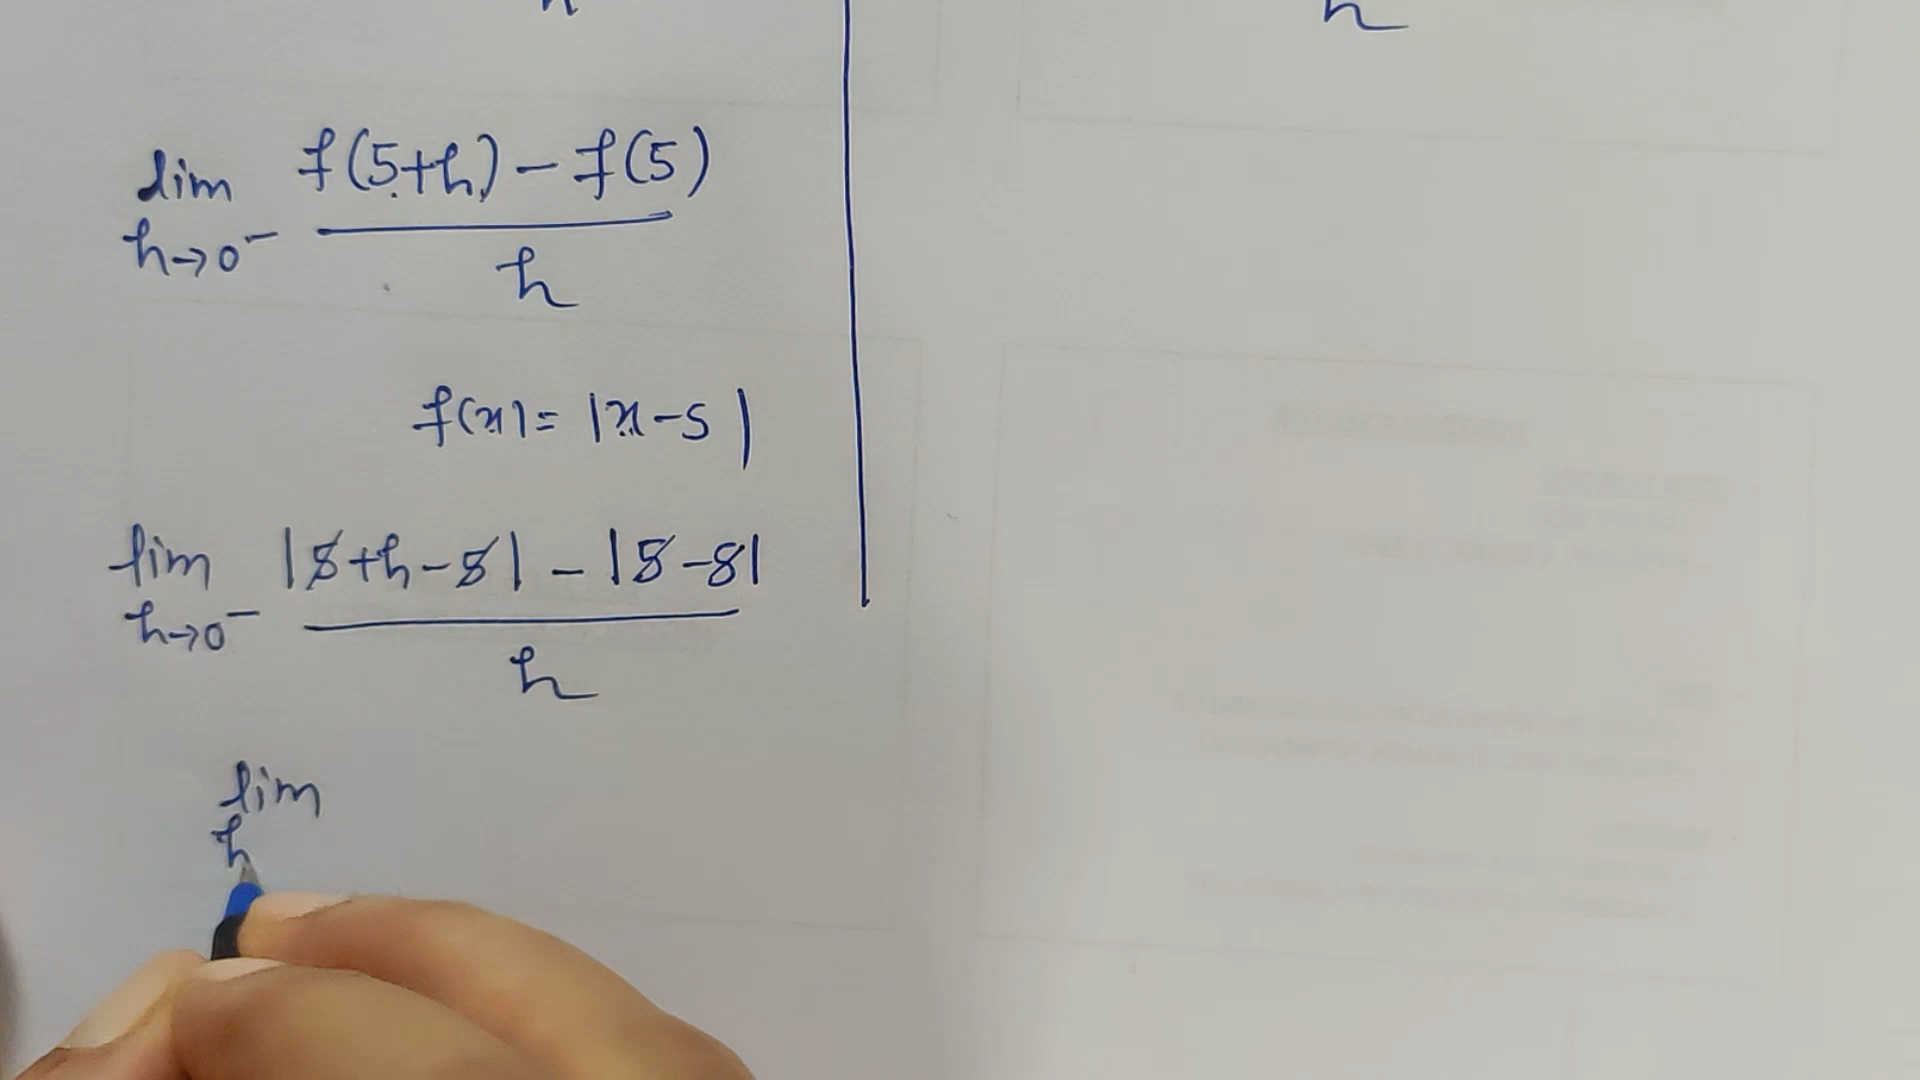 h h
lim f(5+h) - f(5)
h→0⁻ h
f(x) = |x-5|
lim |5+h-5| - |5-5|
h→0⁻ h
lim
h